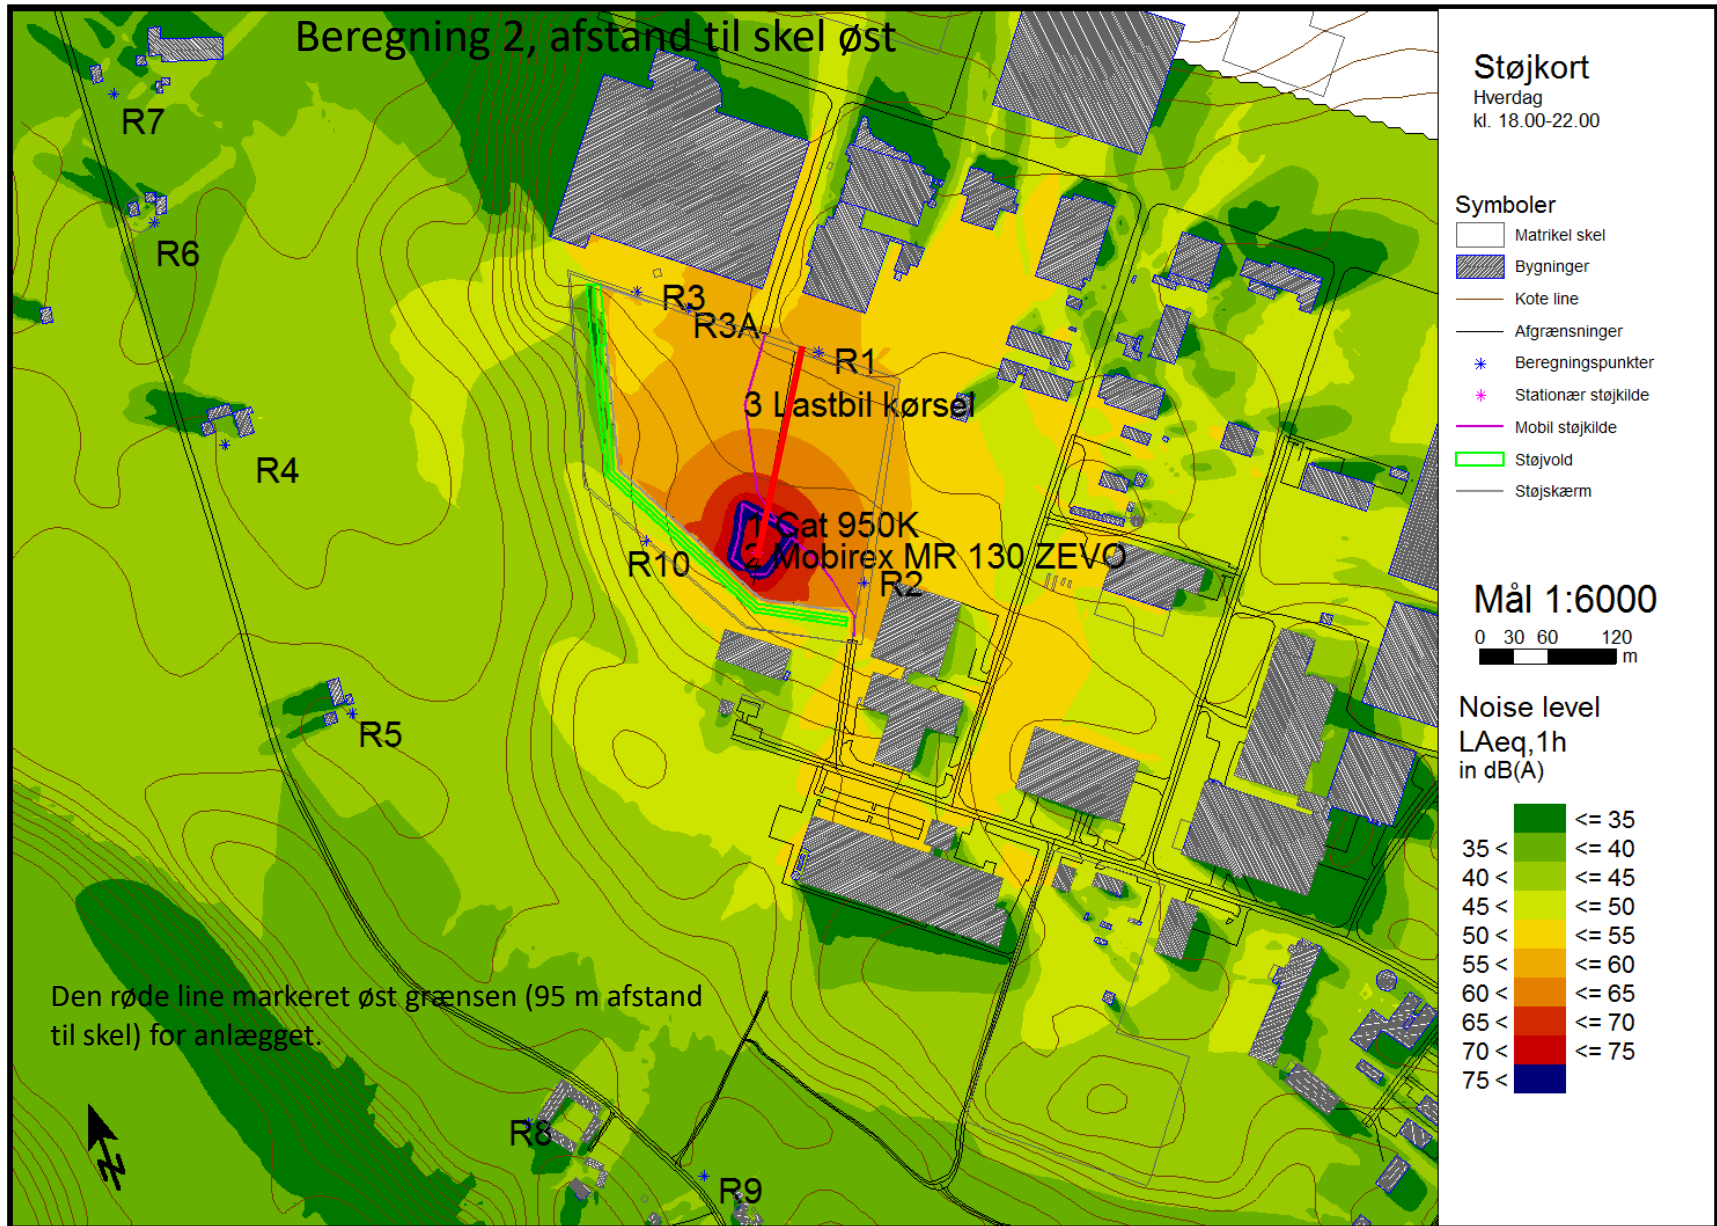 Beregning 2, afstand til skel øst
R7
R6
R3
R3A
R1
3 Lastbil kørsel
R4
1 Cat 950K
2 Mobirex MR 130 ZEVO
R10
R2
R5
Den røde line markeret øst grænsen (95 m afstand
til skel) for anlægget.
R8
R9
N
Støjkort
Hverdag
kl. 18.00-22.00
Symboler
Matrikel skel
Bygninger
Kote line
Afgrænsninger
Beregningspunkter
Stationær støjkilde
Mobil støjkilde
Støjvold
Støjskærm
Mål 1:6000
0 30 60 120
m
Noise level
LAeq,1h
in dB(A)
<= 35
35 < <= 40
40 < <= 45
45 < <= 50
50 < <= 55
55 < <= 60
60 < <= 65
65 < <= 70
70 < <= 75
75 <